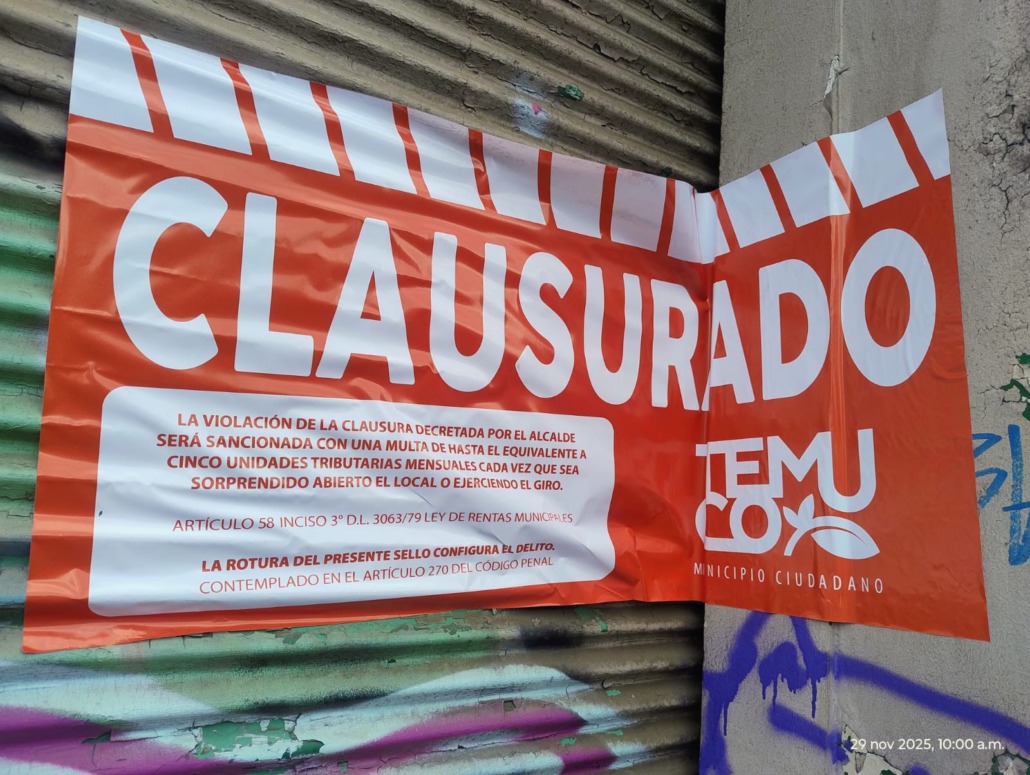 CLAUSURADO
LA VIOLACIÓN DE LA CLAUSURA DECRETADA POR EL ALCALDE
SERÁ SANCIONADA CON UNA MULTA DE HASTA EL EQUIVALENTE A
CINCO UNIDADES TRIBUTARIAS MENSUALES CADA VEZ QUE SEA
SORPRENDIDO ABIERTO EL LOCAL O EJERCIENDO EL GIRO.
ARTÍCULO 58 INCISO 3° D.L. 3063/79 LEY DE RENTAS MUNICIPALES
LA ROTURA DEL PRESENTE SELLO CONFIGURA EL DELITO.
CONTEMPLADO EN EL ARTÍCULO 270 DEL CÓDIGO PENAL
TEMU
CO
MUNICIPIO CIUDADANO
29 nov 2025, 10:00 a.m.